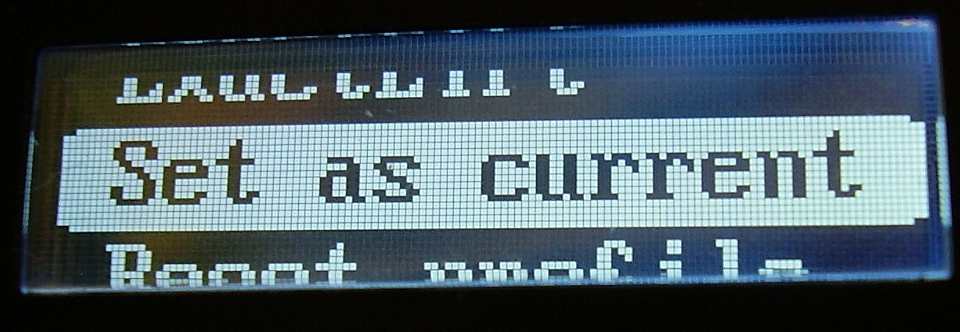 Set as current
Reset profile